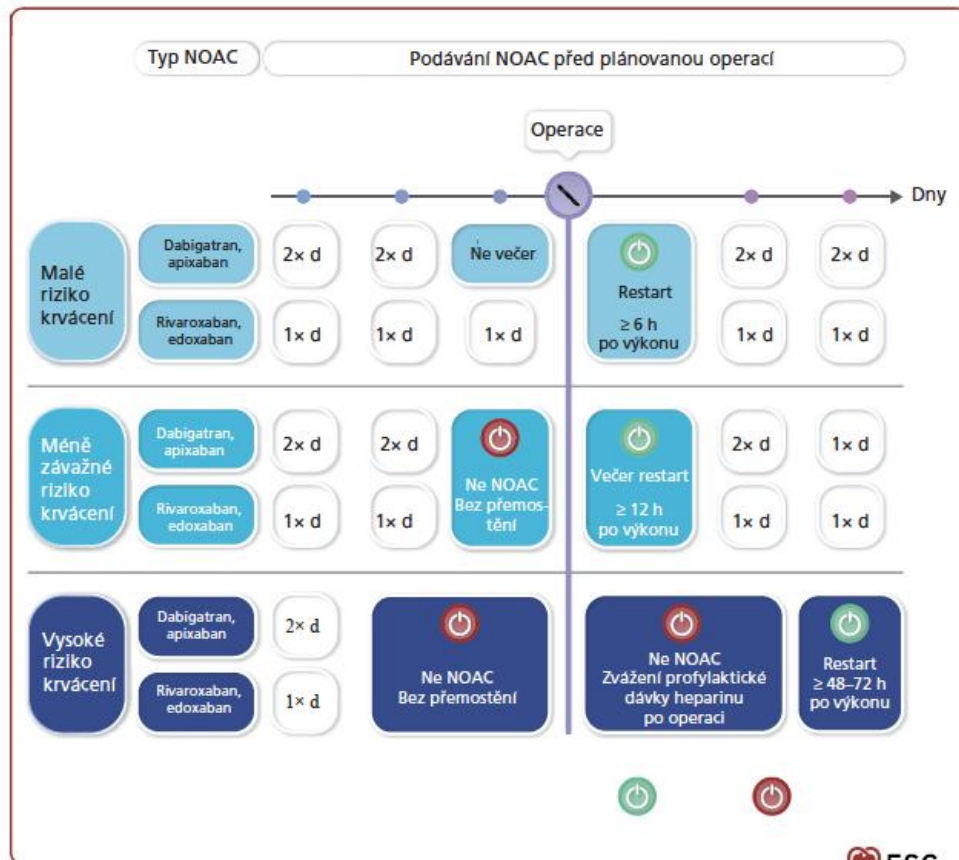 Typ NOAC
Podávání NOAC před plánovanou operací
Operace
Dny
Malé
riziko
krvácení
Dabigatran,
apixaban
2× d
2× d
Ne večer
Restart
≥ 6 h
po výkonu
2× d
2× d
Rivaroxaban,
edoxaban
1× d
1× d
1× d
1× d
1× d
Méně
závažné
riziko
krvácení
Dabigatran,
apixaban
2× d
2× d
Ne NOAC
Bez přemos-
tění
Večer restart
≥ 12 h
po výkonu
2× d
1× d
Rivaroxaban,
edoxaban
1× d
1× d
1× d
1× d
Vysoké
riziko
krvácení
Dabigatran,
apixaban
2× d
Ne NOAC
Bez přemostění
Ne NOAC
Zvážení profylaktické
dávky heparinu
po operaci
Restart
≥ 48–72 h
po výkonu
Rivaroxaban,
edoxaban
1× d
ESC